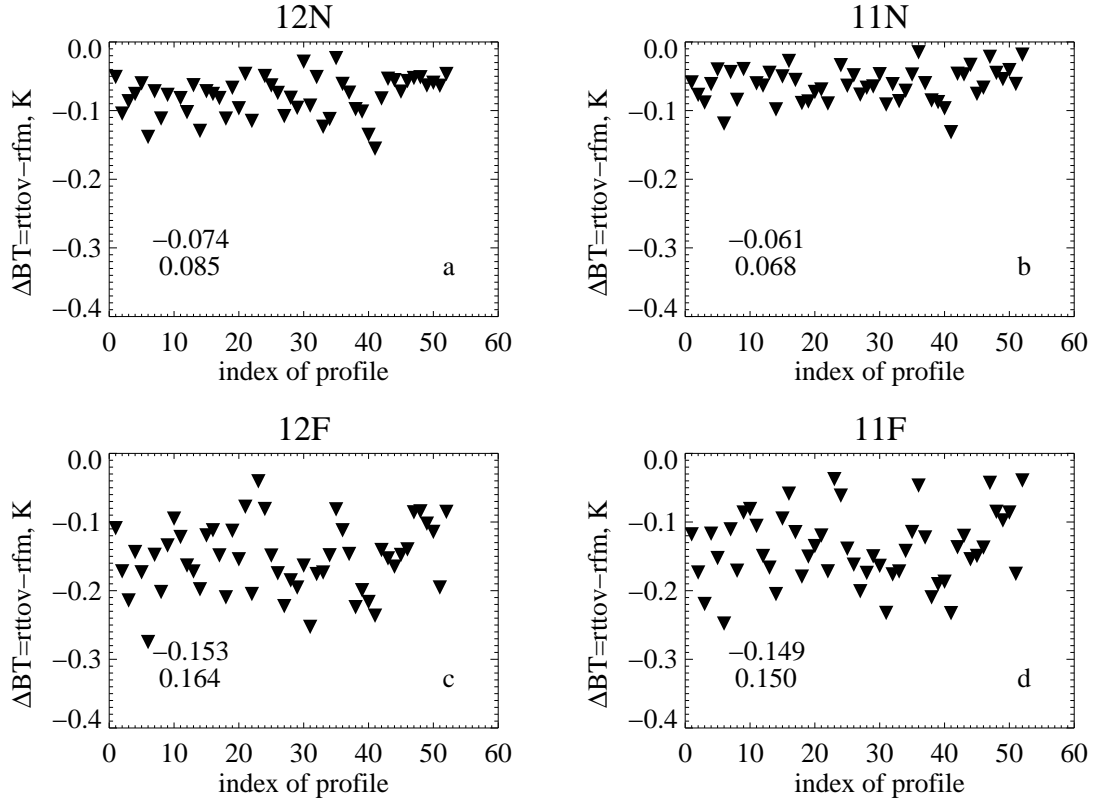 12N
0.0
−0.1
−0.2
−0.3
−0.4
ΔBT=rttov−rfm, K
−0.074
0.085
a
0 10 20 30 40 50 60
index of profile
11N
0.0
−0.1
−0.2
−0.3
−0.4
ΔBT=rttov−rfm, K
−0.061
0.068
b
0 10 20 30 40 50 60
index of profile
12F
0.0
−0.1
−0.2
−0.3
−0.4
ΔBT=rttov−rfm, K
−0.153
0.164
c
0 10 20 30 40 50 60
index of profile
11F
0.0
−0.1
−0.2
−0.3
−0.4
ΔBT=rttov−rfm, K
−0.149
0.150
d
0 10 20 30 40 50 60
index of profile